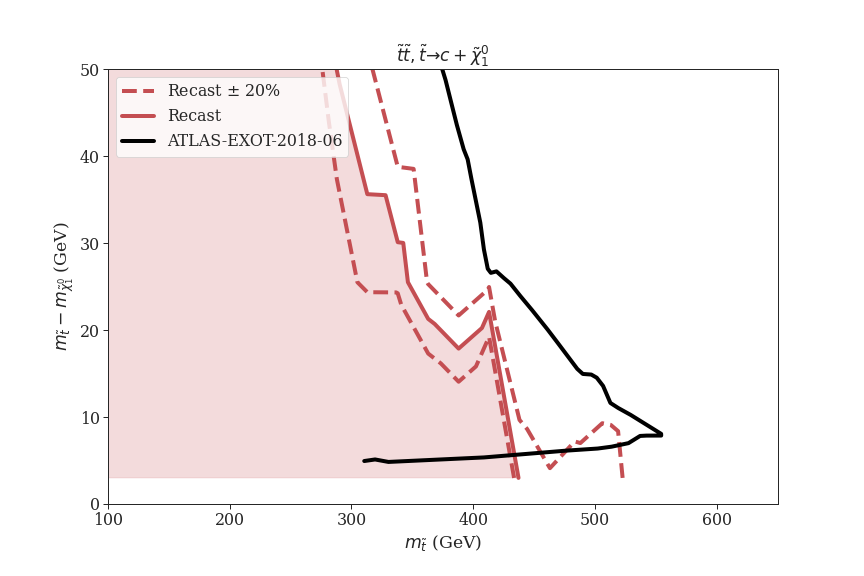 t̃t̃, t̃→c + χ̃₁⁰
50
40
30
20
10
0
m_t̃ − m_χ̃₁⁰ (GeV)
Recast ± 20%
Recast
ATLAS-EXOT-2018-06
100 200 300 400 500 600
m_t̃ (GeV)